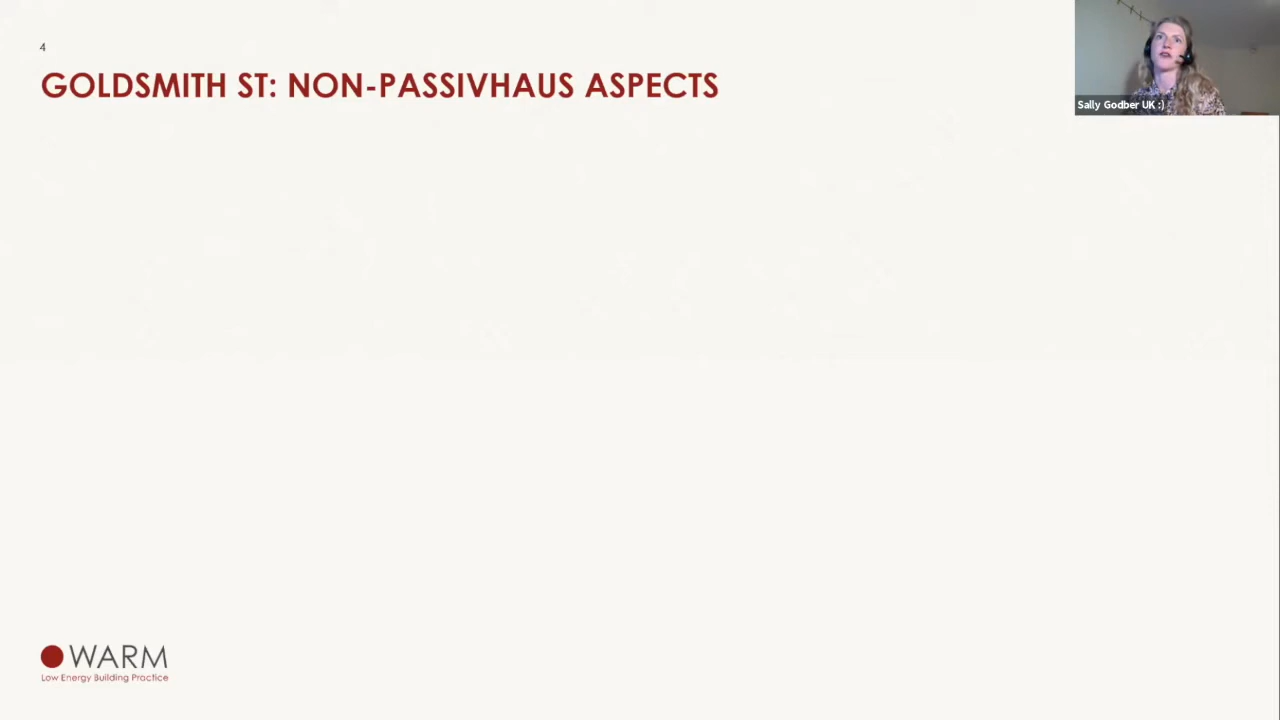 4
GOLDSMITH ST: NON-PASSIVHAUS ASPECTS
Sally Godber UK :)
WARM
Low Energy Building Practice